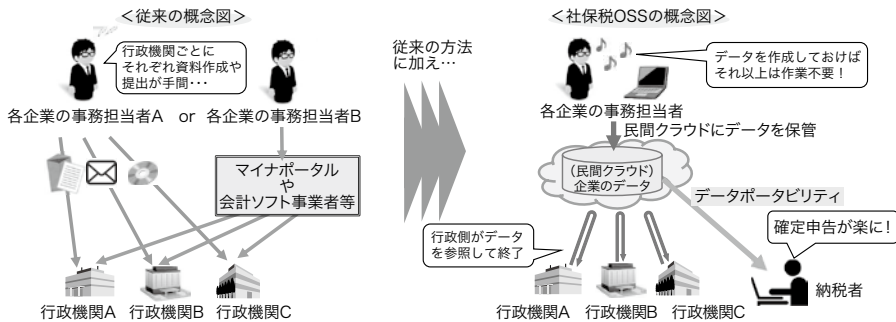 ＜従来の概念図＞
行政機関ごとに
それぞれ資料作成や
提出が手間・・・
各企業の事務担当者A　or　各企業の事務担当者B
マイナポータル
や
会計ソフト事業者等
行政機関A　行政機関B　行政機関C
従来の方法
に加え…
＜社保税OSSの概念図＞
データを作成しておけば
それ以上は作業不要！
各企業の事務担当者
民間クラウドにデータを保管
（民間クラウド）
企業のデータ
データポータビリティ
行政側がデータ
を参照して終了
確定申告が楽に！
行政機関A　行政機関B　行政機関C
納税者